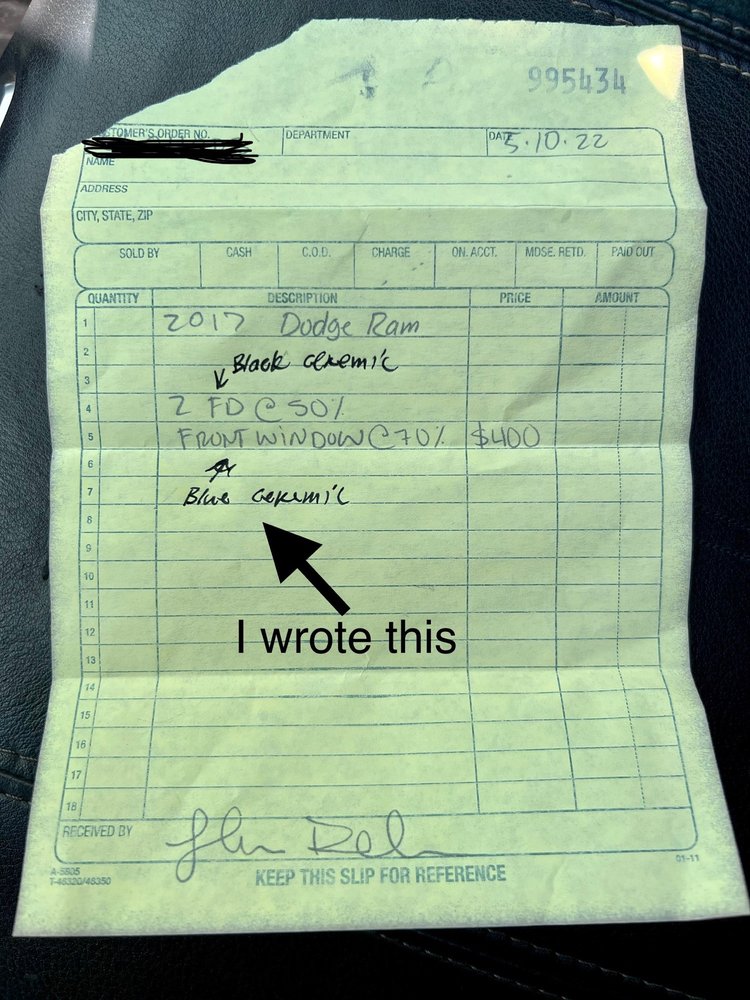 995434
CUSTOMER'S ORDER NO. DEPARTMENT DATE 5.10.22
NAME
ADDRESS
CITY, STATE, ZIP
SOLD BY CASH C.O.D. CHARGE ON. ACCT. MDSE. RETD. PAID OUT
QUANTITY DESCRIPTION PRICE AMOUNT
1 2017 Dodge Ram
2
Black ceremic
3
4 2 FD @ 50%
5 FRONT WINDOW @ 70% $400
6
7 Blue ceremic
8
9
10
11
I wrote this
12
13
14
15
16
17
18
RECEIVED BY
A-5805
T-46320/46350
KEEP THIS SLIP FOR REFERENCE
01-11